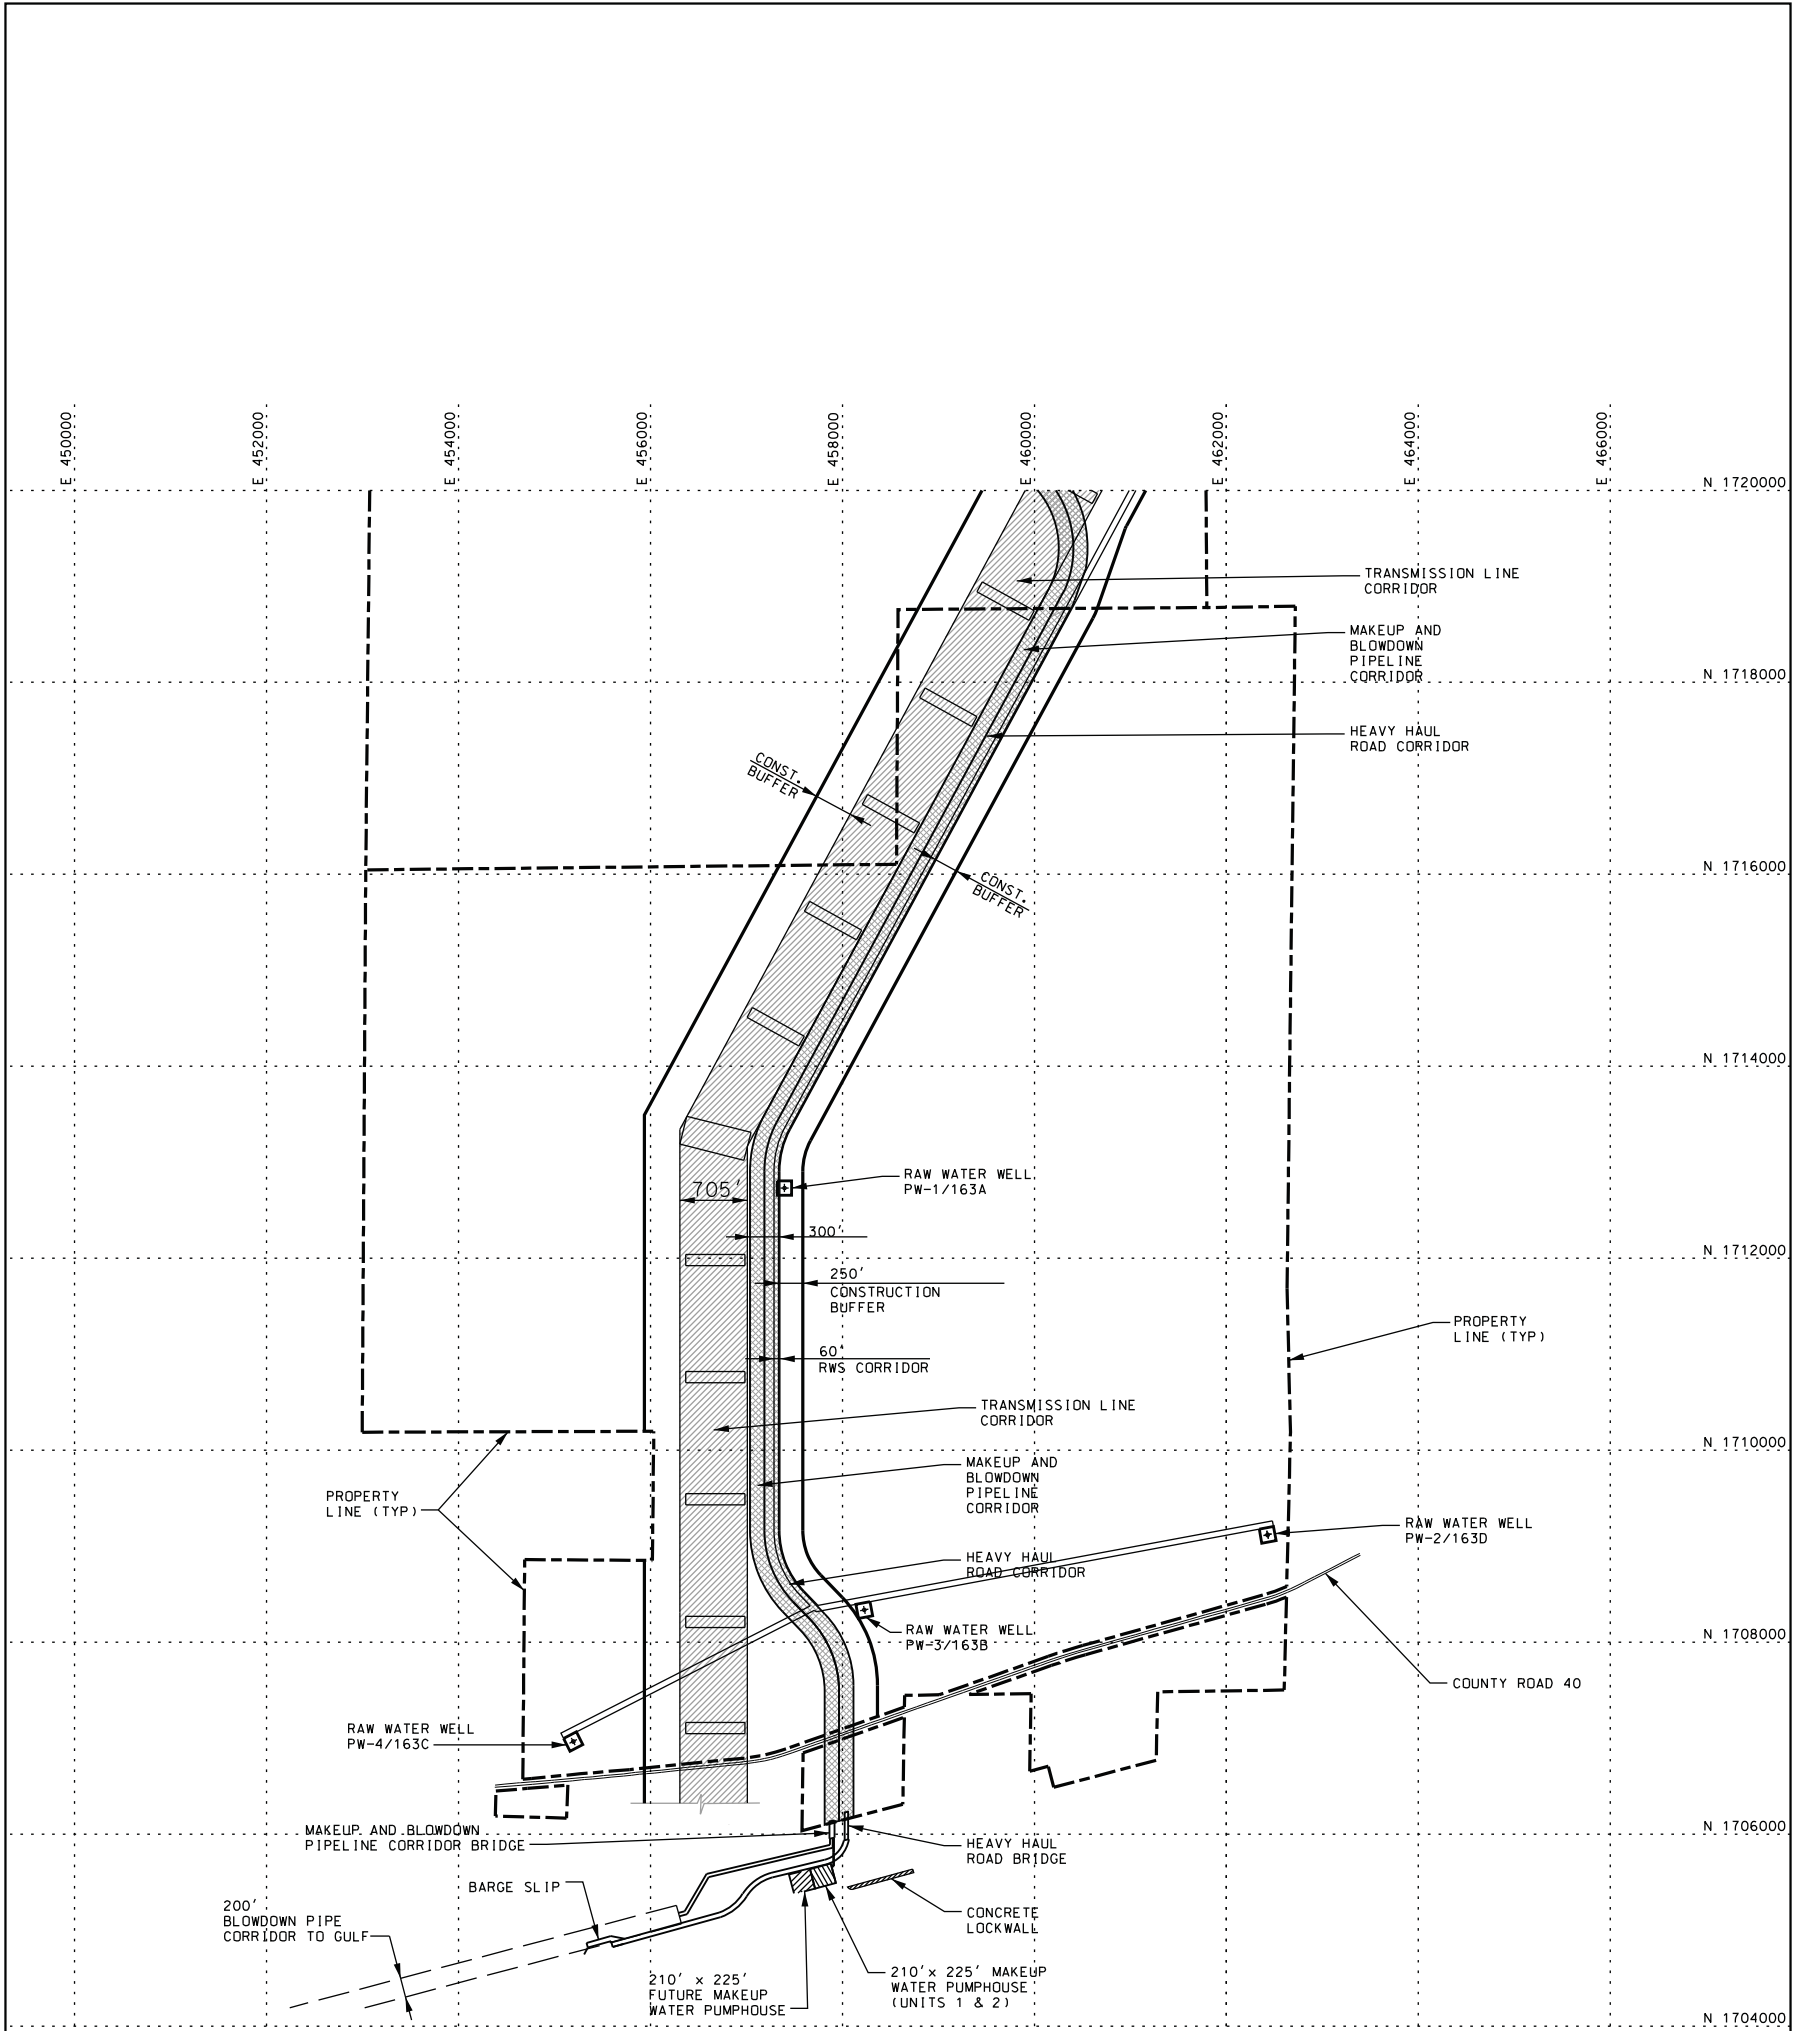 E 450000
E 452000
E 454000
E 456000
E 458000
E 460000
E 462000
E 464000
E 466000
N 1720000
TRANSMISSION LINE
CORRIDOR
MAKEUP AND
BLOWDOWN
PIPELINE
CORRIDOR
N 1718000
HEAVY HAUL
ROAD CORRIDOR
CONST.
BUFFER
N 1716000
CONST.
BUFFER
N 1714000
RAW WATER WELL
PW-1/163A
705'
300'
N 1712000
250'
CONSTRUCTION
BUFFER
PROPERTY
LINE (TYP)
60'
RWS CORRIDOR
TRANSMISSION LINE
CORRIDOR
N 1710000
MAKEUP AND
BLOWDOWN
PIPELINE
CORRIDOR
PROPERTY
LINE (TYP)
RAW WATER WELL
PW-2/163D
HEAVY HAUL
ROAD CORRIDOR
RAW WATER WELL
PW-3/163B
N 1708000
COUNTY ROAD 40
RAW WATER WELL
PW-4/163C
N 1706000
MAKEUP AND BLOWDOWN
PIPELINE CORRIDOR BRIDGE
HEAVY HAUL
ROAD BRIDGE
BARGE SLIP
200'
BLOWDOWN PIPE
CORRIDOR TO GULF
CONCRETE
LOCKWALL
210' x 225'
FUTURE MAKEUP
WATER PUMPHOUSE
210' x 225' MAKEUP
WATER PUMPHOUSE
(UNITS 1 & 2)
N 1704000